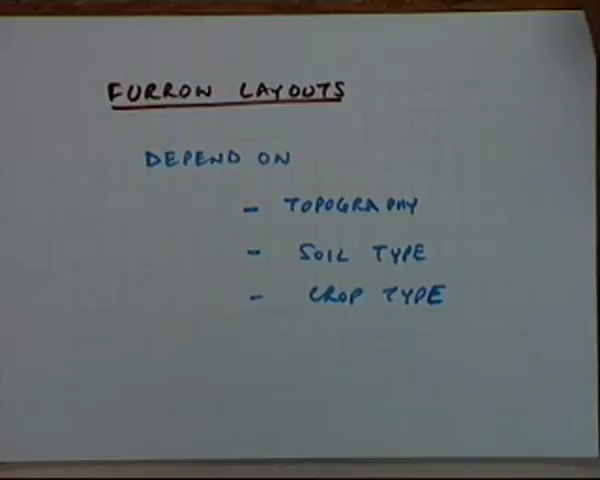 FURROW LAYOUTS
DEPEND ON
- TOPOGRAPHY
- SOIL TYPE
- CROP TYPE